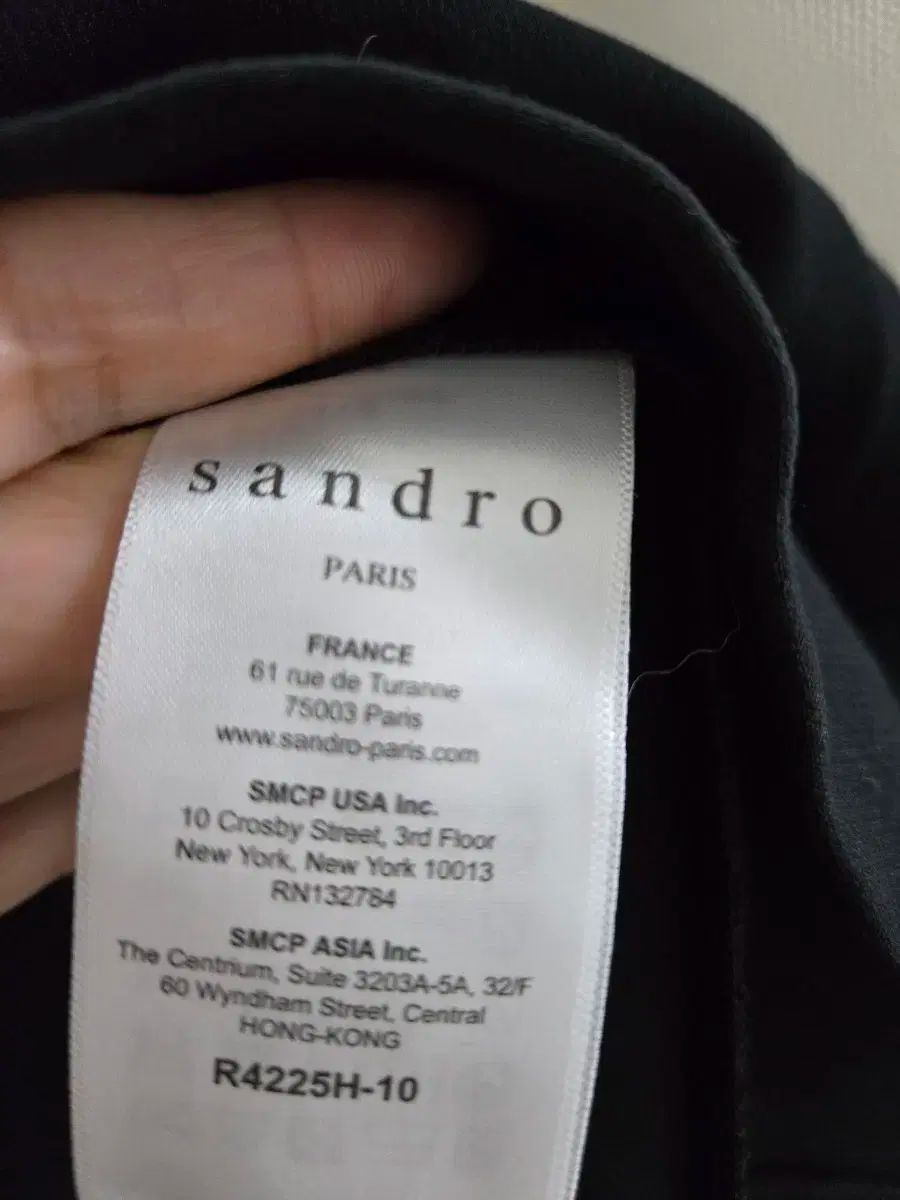 sandro
PARIS
FRANCE
61 rue de Turanne
75003 Paris
www.sandro-paris.com
SMCP USA Inc.
10 Crosby Street, 3rd Floor
New York, New York 10013
RN132784
SMCP ASIA Inc.
The Centrium, Suite 3203A-5A, 32/F
60 Wyndham Street, Central
HONG-KONG
R4225H-10